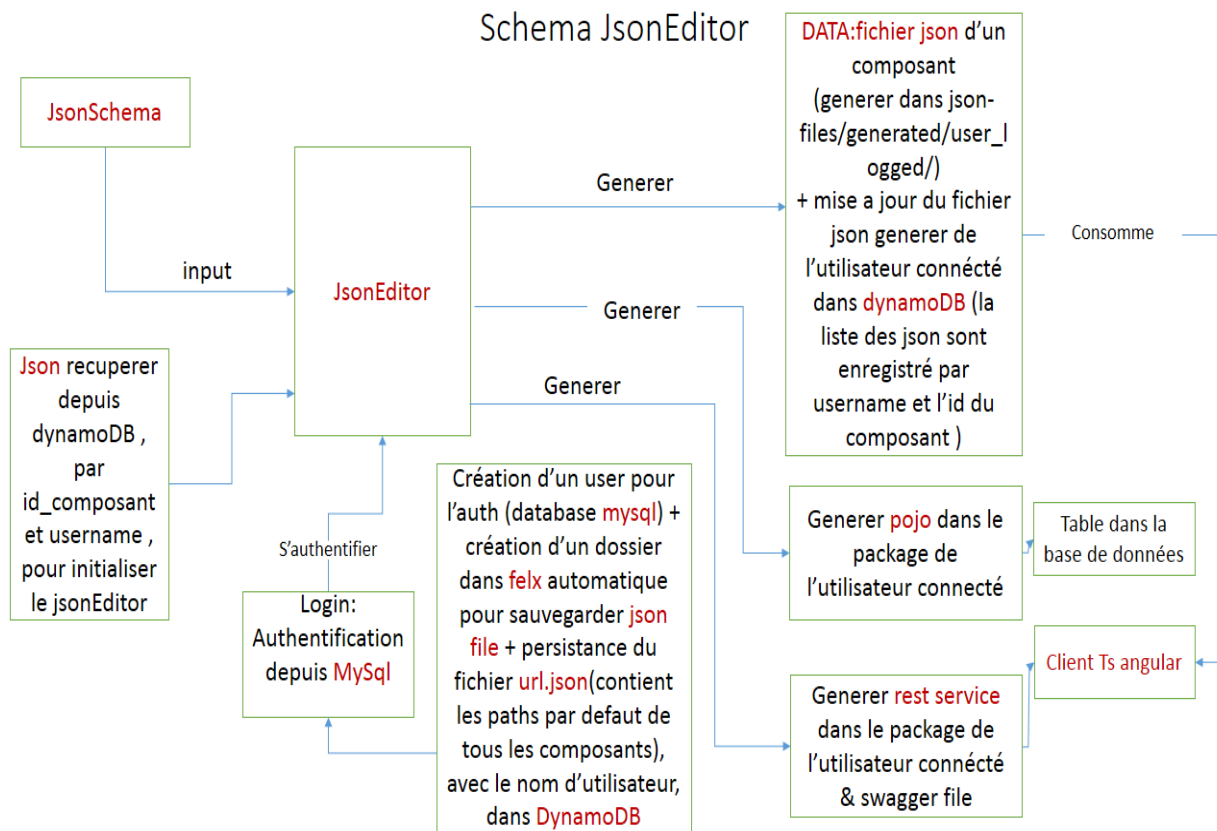 Schema JsonEditor
JsonSchema
input
Json recuperer
depuis
dynamoDB ,
par
id_composant
et username ,
pour initialiser
le jsonEditor
JsonEditor
S'authentifier
Login:
Authentification
depuis MySql
Création d'un user pour
l'auth (database mysql) +
création d'un dossier
dans felx automatique
pour sauvegarder json
file + persistance du
fichier url.json(contient
les paths par defaut de
tous les composants),
avec le nom d'utilisateur,
dans DynamoDB
Generer
Generer
Generer
DATA:fichier json d'un
composant
(generer dans json-
files/generated/user_l
ogged/)
+ mise a jour du fichier
json generer de
l'utilisateur connécté
dans dynamoDB (la
liste des json sont
enregistré par
username et l'id du
composant )
Consomme
Generer pojo dans le
package de
l'utilisateur connecté
Table dans la
base de données
Generer rest service
dans le package de
l'utilisateur connécté
& swagger file
Client Ts angular